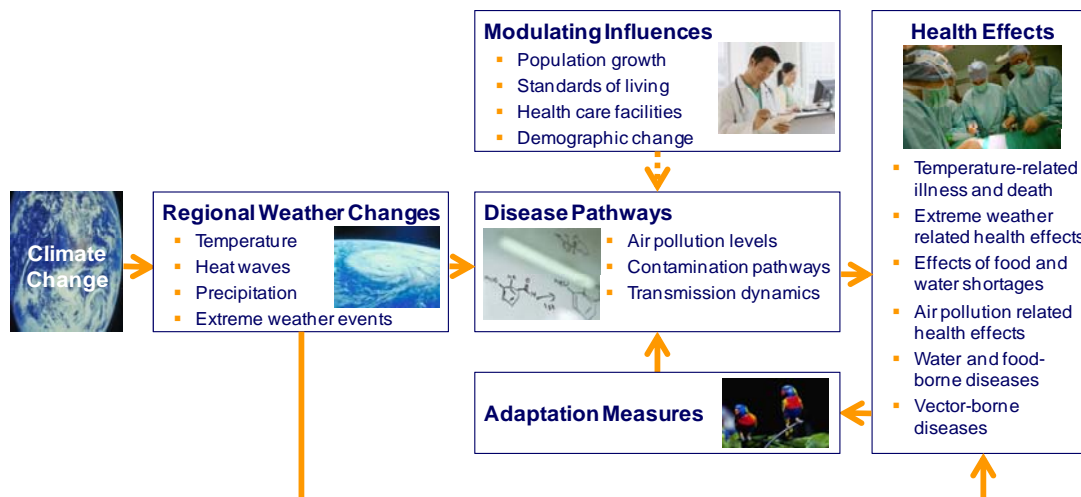 Modulating Influences
Population growth
Standards of living
Health care facilities
Demographic change
Health Effects
Temperature-related
illness and death
Extreme weather
related health effects
Effects of food and
water shortages
Air pollution related
health effects
Water and food-
borne diseases
Vector-borne
diseases
Climate
Change
Regional Weather Changes
Temperature
Heat waves
Precipitation
Extreme weather events
Disease Pathways
Air pollution levels
Contamination pathways
Transmission dynamics
Adaptation Measures